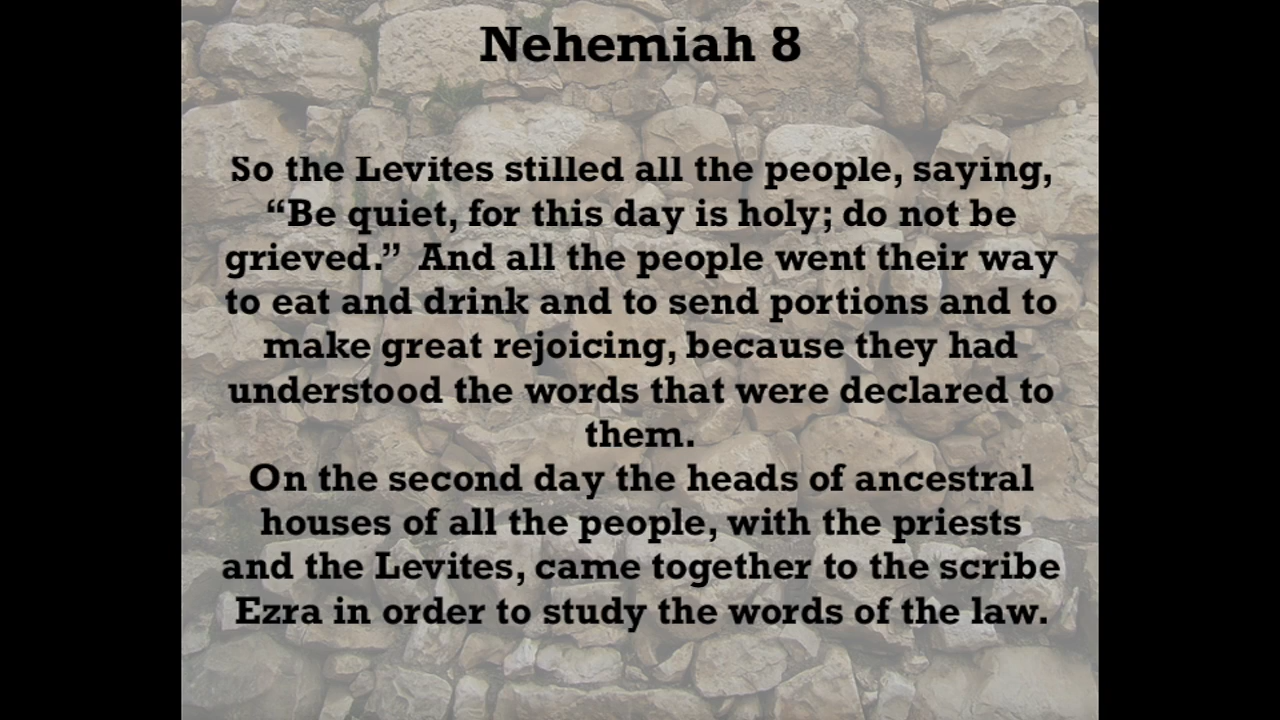 Nehemiah 8
So the Levites stilled all the people, saying,
“Be quiet, for this day is holy; do not be
grieved.”  And all the people went their way
to eat and drink and to send portions and to
make great rejoicing, because they had
understood the words that were declared to
them.
On the second day the heads of ancestral
houses of all the people, with the priests
and the Levites, came together to the scribe
Ezra in order to study the words of the law.